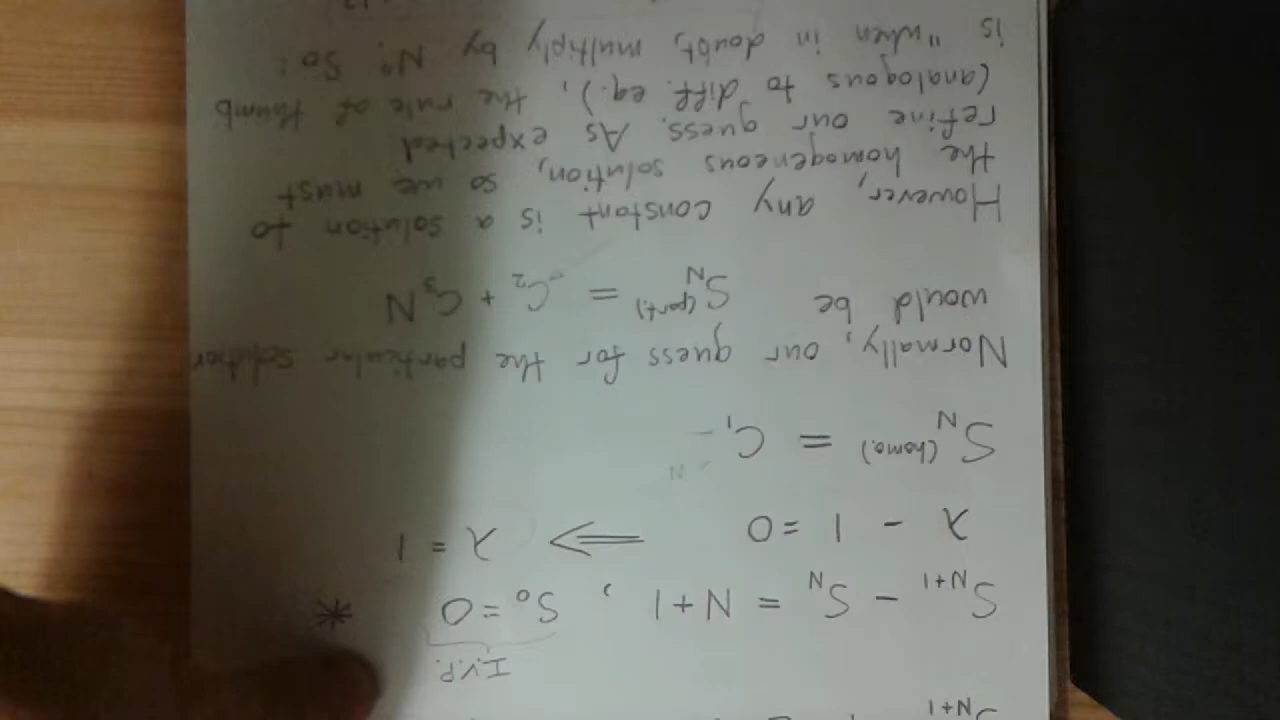 S_{N+1}
I.V.P.
S_{N+1} - S_N = N+1 , S_0 = 0 *
λ - 1 = 0 ⟹ λ = 1
S_N (homo.) = C_1
Normally, our guess for the particular solution
would be S_N (part.) = C_2 + C_3 N
However, any constant is a solution to
the homogeneous solution, so we must
refine our guess. As expected
(analogous to diff. eq.), the rule of thumb
is "when in doubt, multiply by N". So: